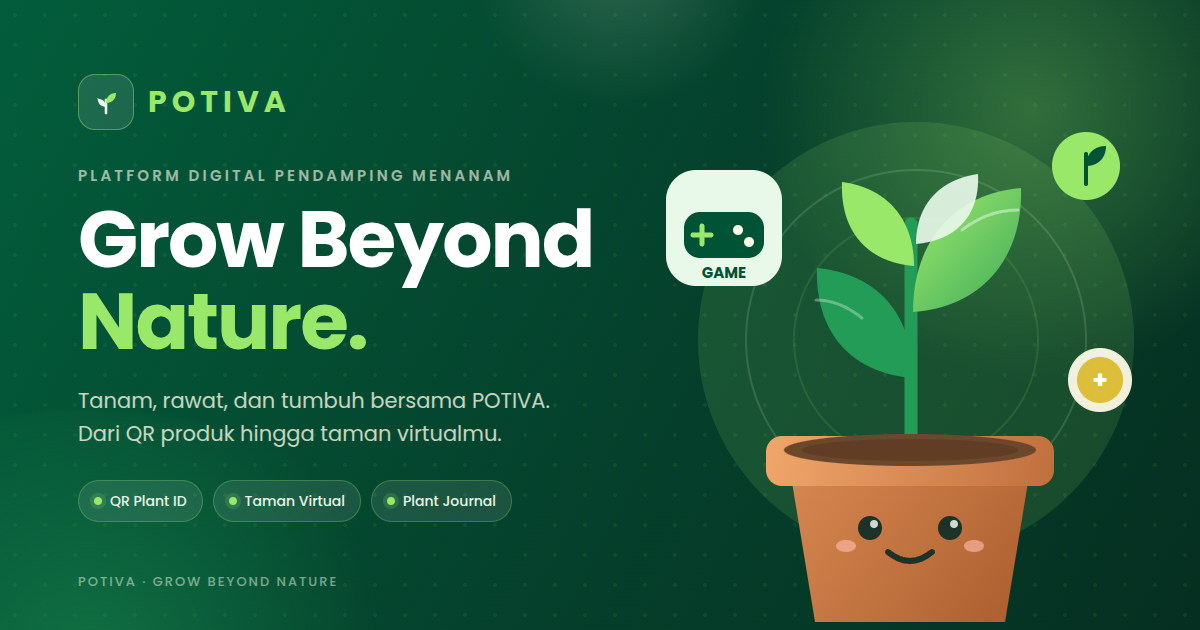 POTIVA
PLATFORM DIGITAL PENDAMPING MENANAM
Grow Beyond
Nature.
Tanam, rawat, dan tumbuh bersama POTIVA.
Dari QR produk hingga taman virtualmu.
QR Plant ID
Taman Virtual
Plant Journal
POTIVA · GROW BEYOND NATURE
GAME